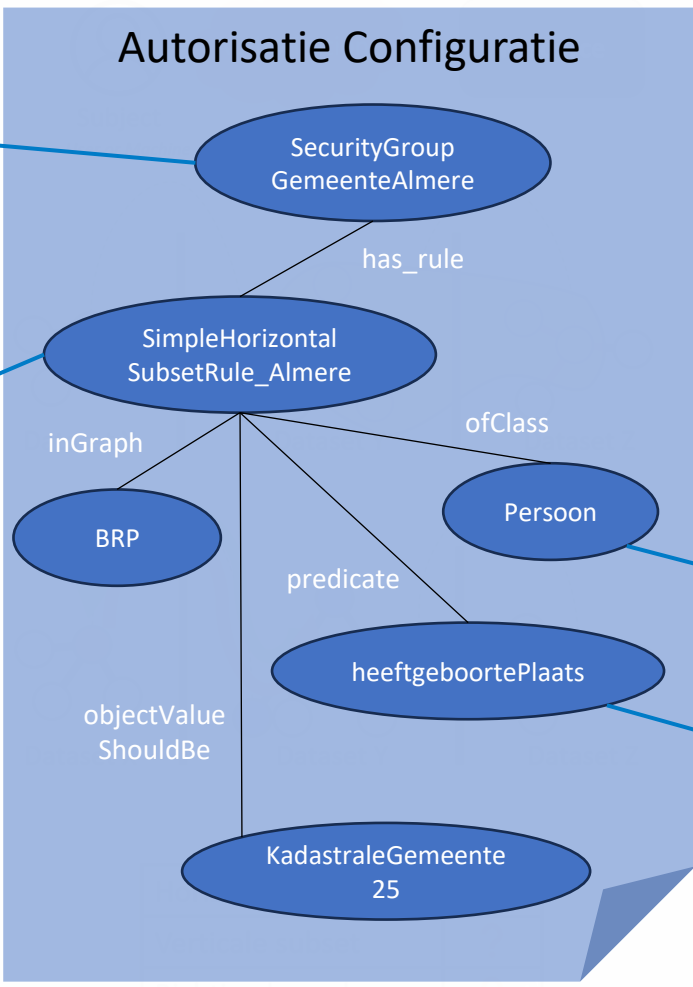 Autorisatie Configuratie
SecurityGroup
GemeenteAlmere
has_rule
SimpleHorizontal
SubsetRule_Almere
inGraph
ofClass
BRP
Persoon
predicate
heeftgeboortePlaats
objectValue
ShouldBe
KadastraleGemeente
25